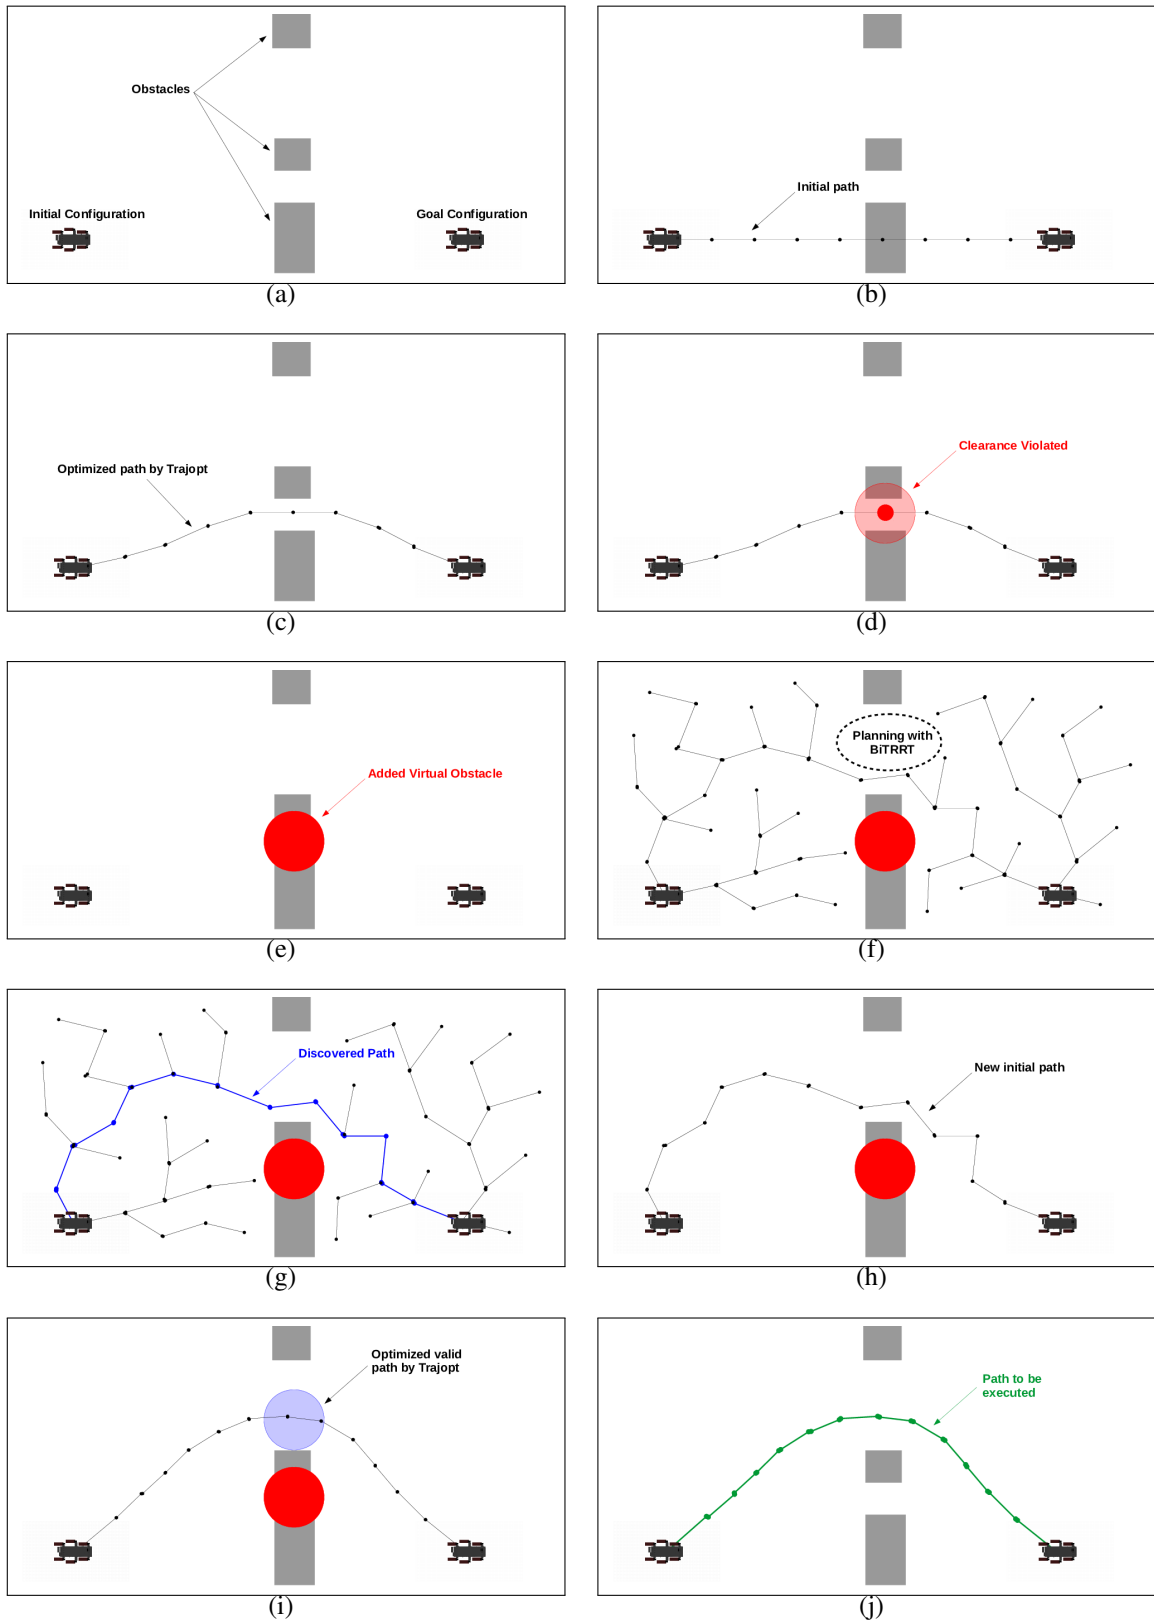 Obstacles
Initial Configuration
Goal Configuration
(a)
Initial path
(b)
Optimized path by Trajopt
(c)
Clearance Violated
(d)
Added Virtual Obstacle
(e)
Planning with
BiTRRT
(f)
Discovered Path
(g)
New initial path
(h)
Optimized valid
path by Trajopt
(i)
Path to be
executed
(j)